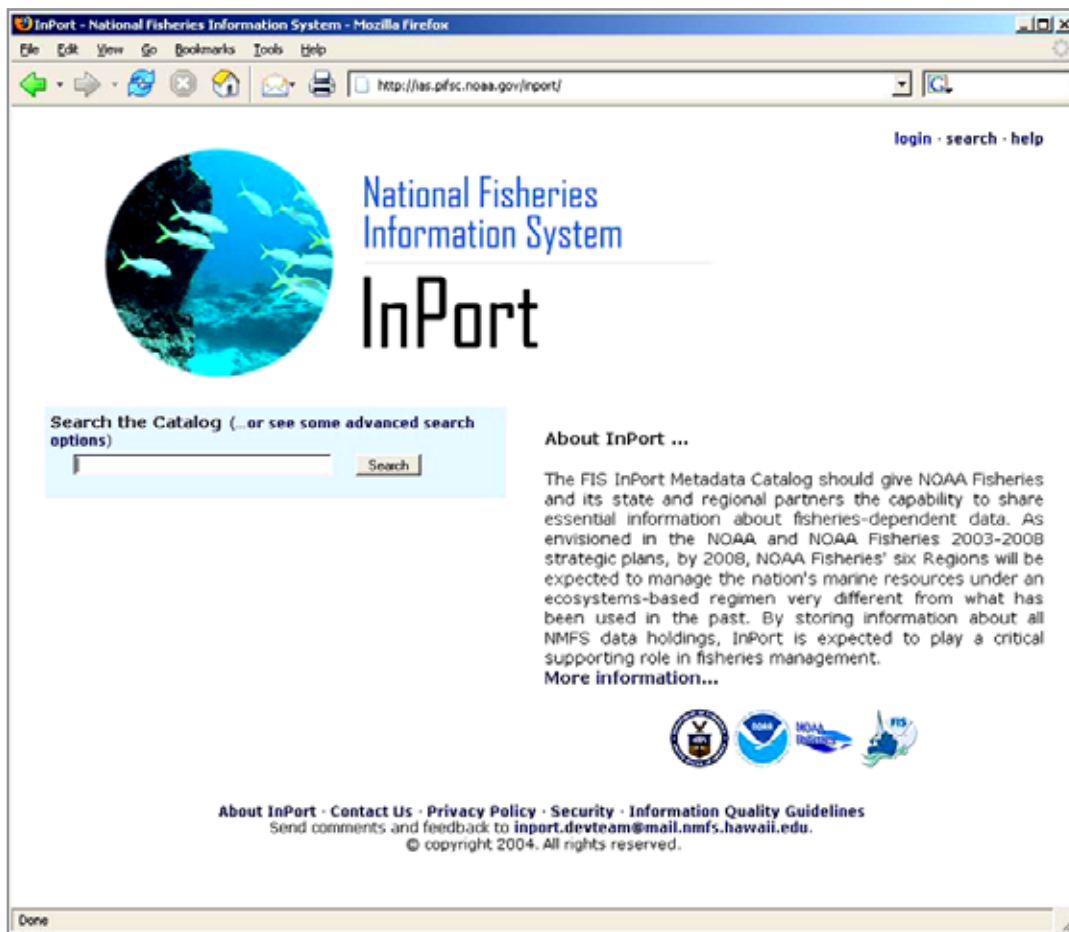 InPort - National Fisheries Information System - Mozilla Firefox
File Edit View Go Bookmarks Tools Help
http://ias.pifsc.noaa.gov/inport/
G
login · search · help
National Fisheries
Information System
InPort
Search the Catalog (...or see some advanced search
options)
Search
About InPort ...
The FIS InPort Metadata Catalog should give NOAA Fisheries
and its state and regional partners the capability to share
essential information about fisheries-dependent data. As
envisioned in the NOAA and NOAA Fisheries 2003-2008
strategic plans, by 2008, NOAA Fisheries' six Regions will be
expected to manage the nation's marine resources under an
ecosystems-based regimen very different from what has
been used in the past. By storing information about all
NMFS data holdings, InPort is expected to play a critical
supporting role in fisheries management.
More information...
NOAA
NOAA
Fisheries
FIS
About InPort · Contact Us · Privacy Policy · Security · Information Quality Guidelines
Send comments and feedback to inport.devteam@mail.nmfs.hawaii.edu.
© copyright 2004. All rights reserved.
Done